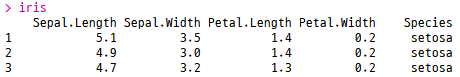 > iris
Sepal.Length Sepal.Width Petal.Length Petal.Width Species
1 5.1 3.5 1.4 0.2 setosa
2 4.9 3.0 1.4 0.2 setosa
3 4.7 3.2 1.3 0.2 setosa